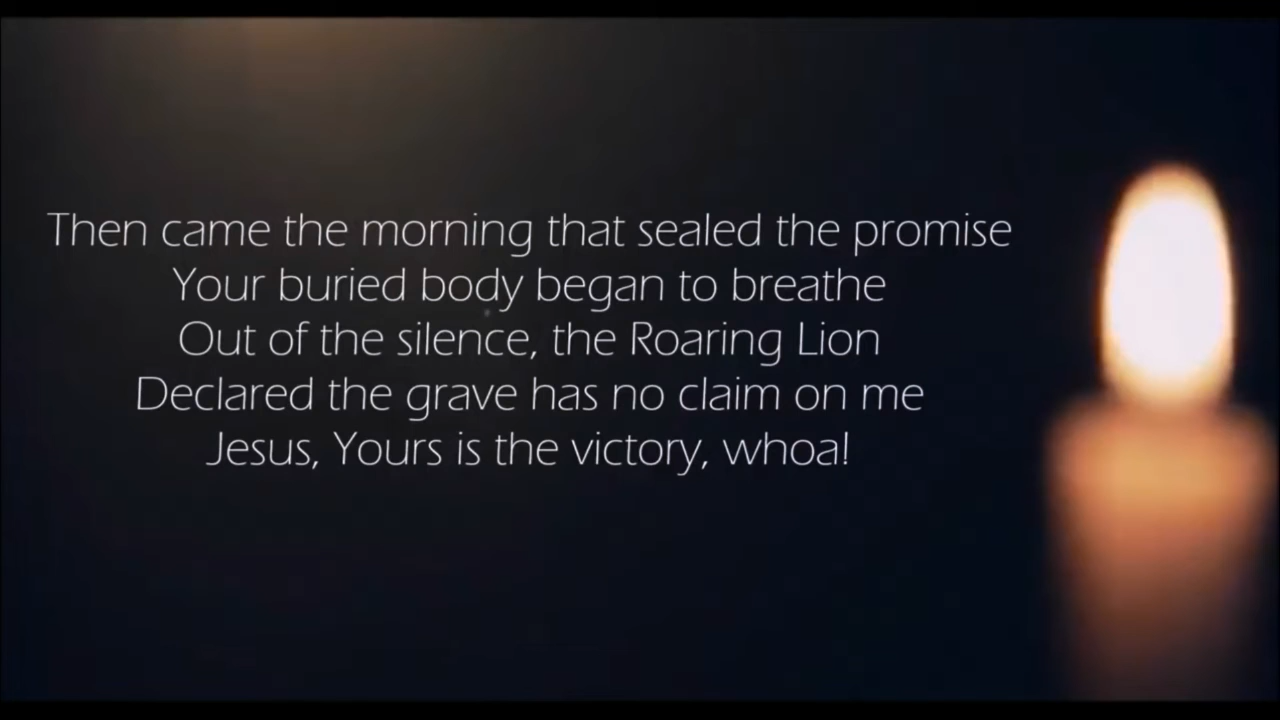 Then came the morning that sealed the promise
Your buried body began to breathe
Out of the silence, the Roaring Lion
Declared the grave has no claim on me
Jesus, Yours is the victory, whoa!